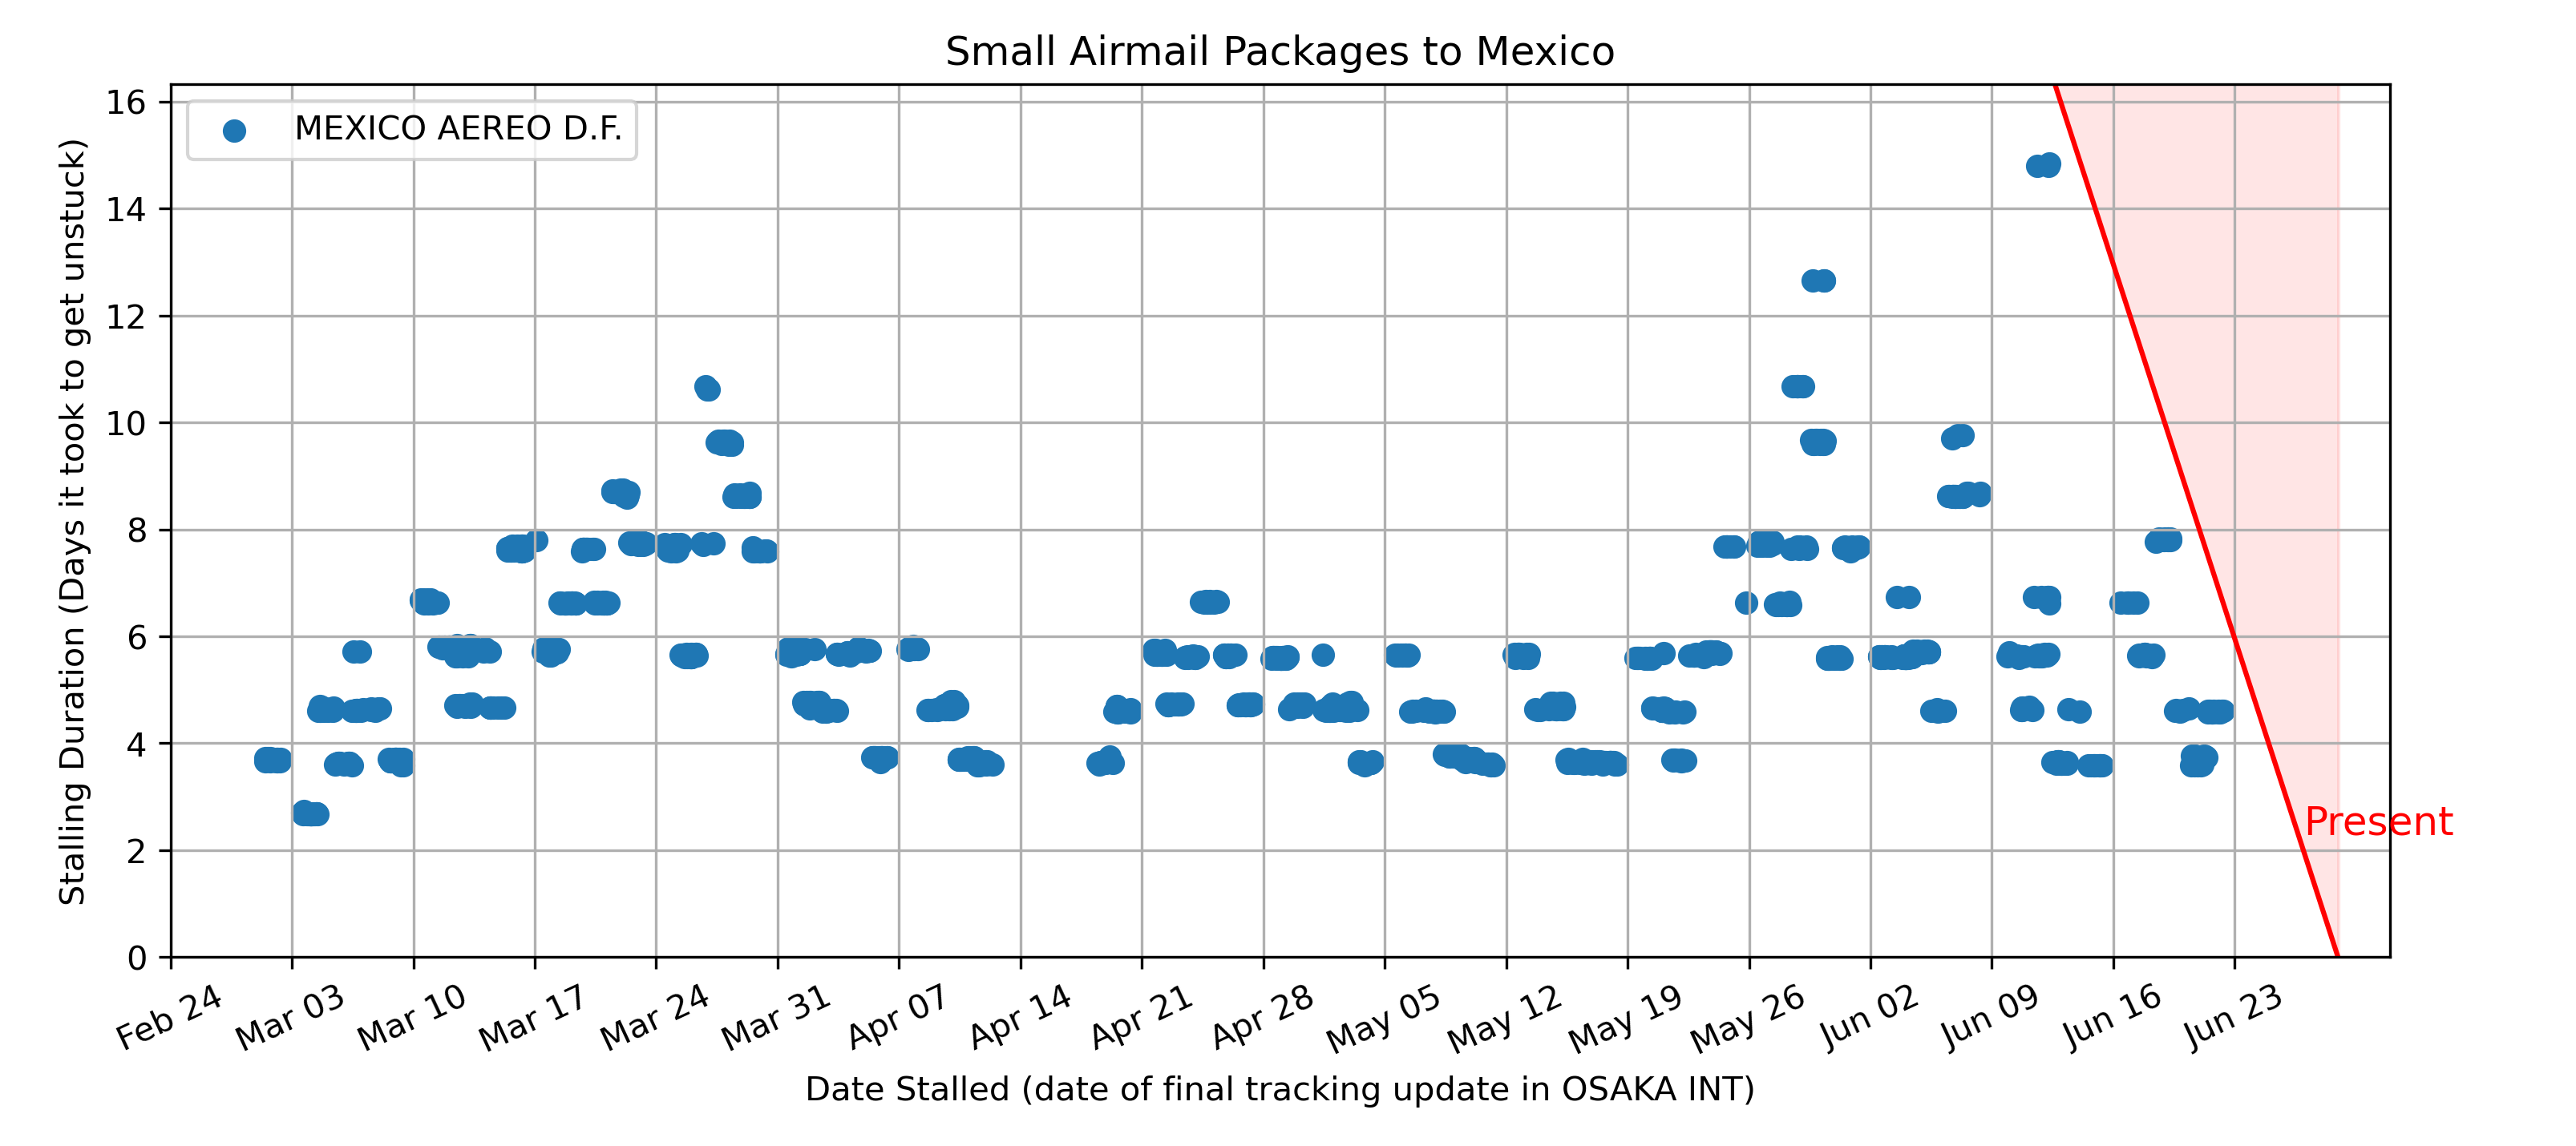 Small Airmail Packages to Mexico
MEXICO AEREO D.F.
Stalling Duration (Days it took to get unstuck)
16
14
12
10
8
6
4
2
0
Present
Feb 24
Mar 03
Mar 10
Mar 17
Mar 24
Mar 31
Apr 07
Apr 14
Apr 21
Apr 28
May 05
May 12
May 19
May 26
Jun 02
Jun 09
Jun 16
Jun 23
Date Stalled (date of final tracking update in OSAKA INT)